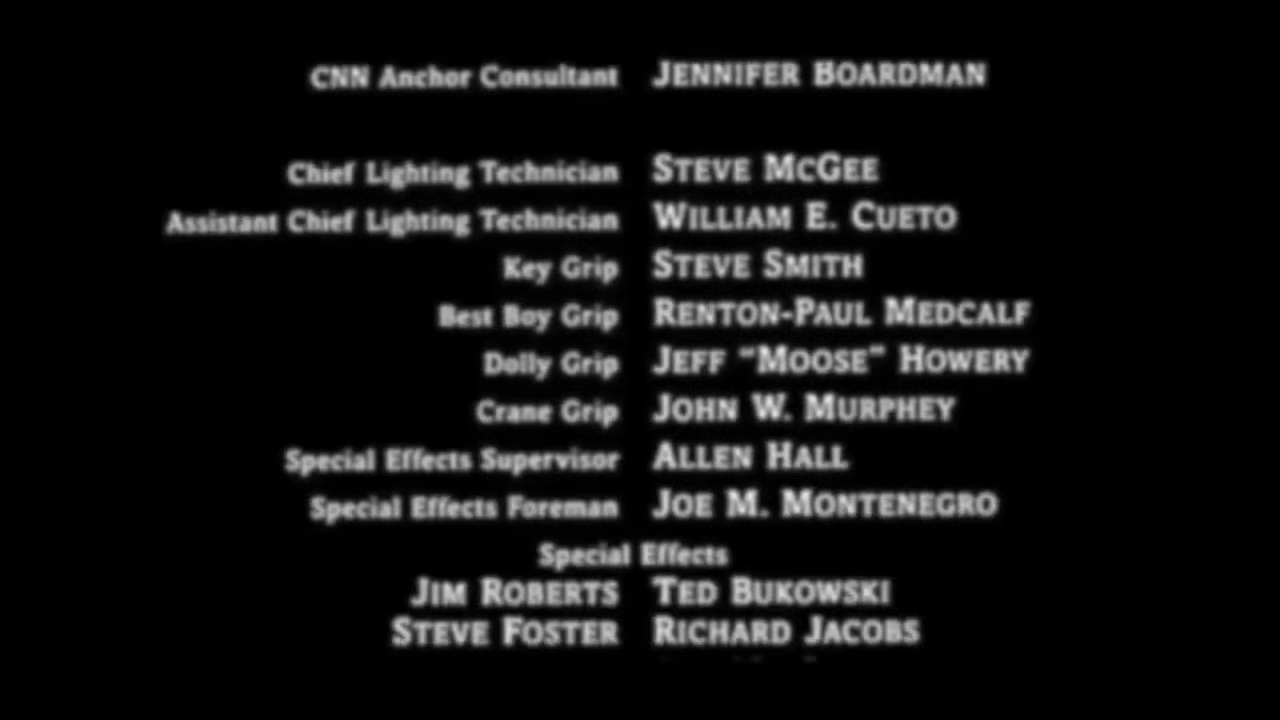 CNN Anchor Consultant JENNIFER BOARDMAN
Chief Lighting Technician STEVE MCGEE
Assistant Chief Lighting Technician WILLIAM E. CUETO
Key Grip STEVE SMITH
Best Boy Grip RENTON-PAUL MEDCALF
Dolly Grip JEFF "MOOSE" HOWERY
Crane Grip JOHN W. MURPHEY
Special Effects Supervisor ALLEN HALL
Special Effects Foreman JOE M. MONTENEGRO
Special Effects
JIM ROBERTS TED BUKOWSKI
STEVE FOSTER RICHARD JACOBS